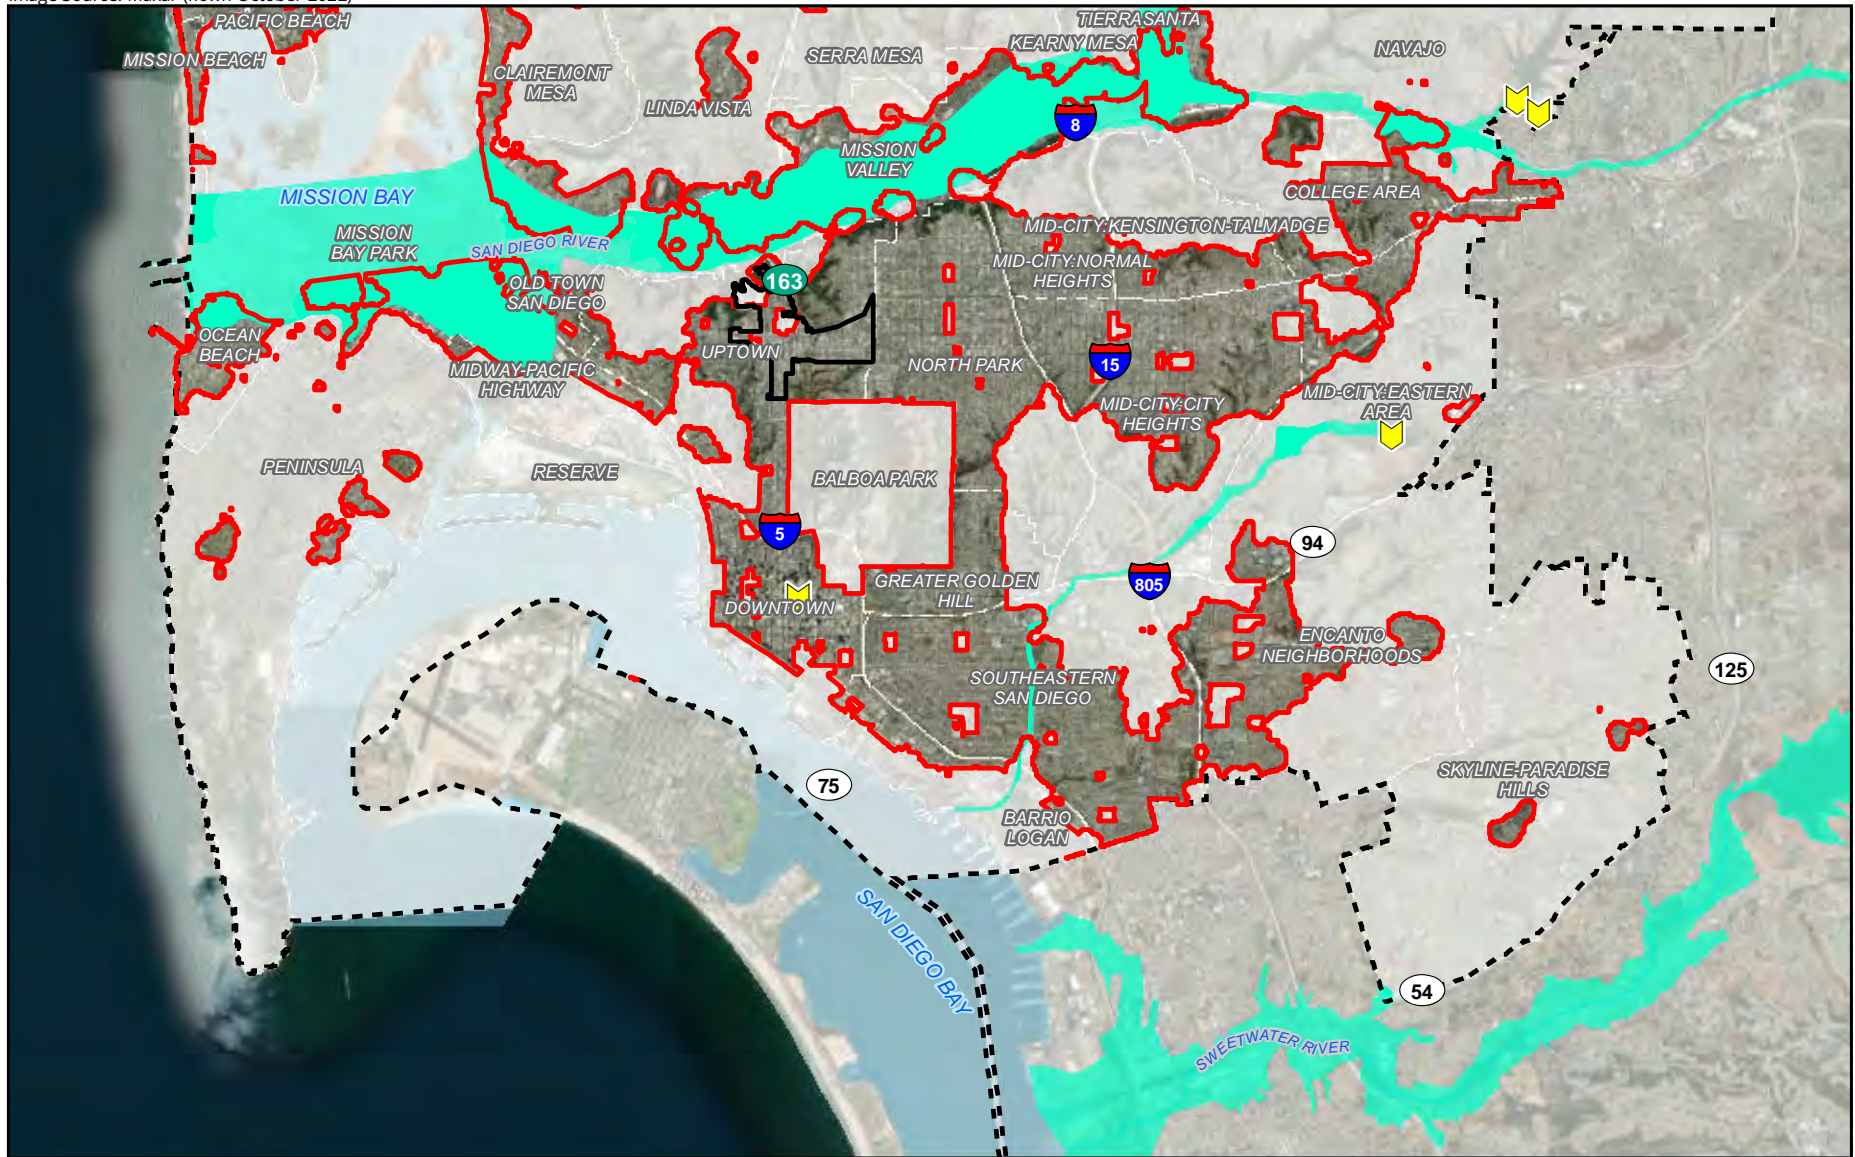 PACIFIC BEACH
TIERRASANTA
MISSION BEACH
SERRA MESA
KEARNY MESA
NAVAJO
CLAIREMONT
MESA
LINDA VISTA
8
MISSION
VALLEY
MISSION BAY
COLLEGE AREA
MISSION
BAY PARK
SAN DIEGO RIVER
MID-CITY:KENSINGTON-TALMADGE
MID-CITY:NORMAL
HEIGHTS
163
OLD TOWN
SAN DIEGO
OCEAN
BEACH
UPTOWN
NORTH PARK
15
MIDWAY-PACIFIC
HIGHWAY
MID-CITY:EASTERN
AREA
MID-CITY:CITY
HEIGHTS
PENINSULA
RESERVE
BALBOA PARK
5
94
GREATER GOLDEN
HILL
805
DOWNTOWN
ENCANTO
NEIGHBORHOODS
125
SOUTHEASTERN
SAN DIEGO
75
SKYLINE-PARADISE
HILLS
BARRIO
LOGAN
SAN DIEGO BAY
54
SWEETWATER RIVER